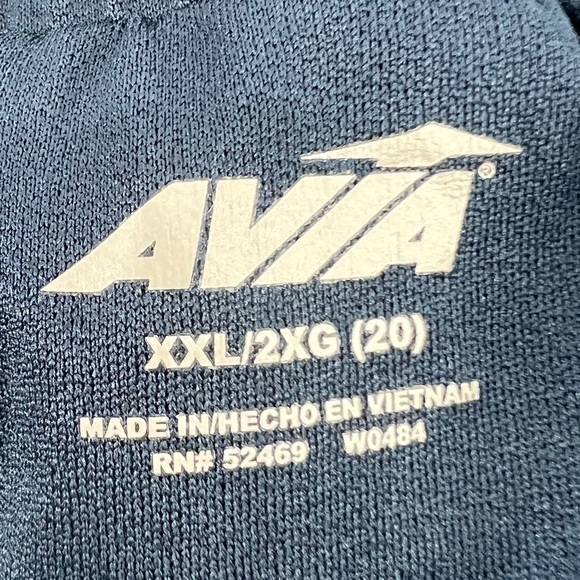 AVIA®
XXL/2XG (20)
MADE IN/HECHO EN VIETNAM
RN# 52469 W0484